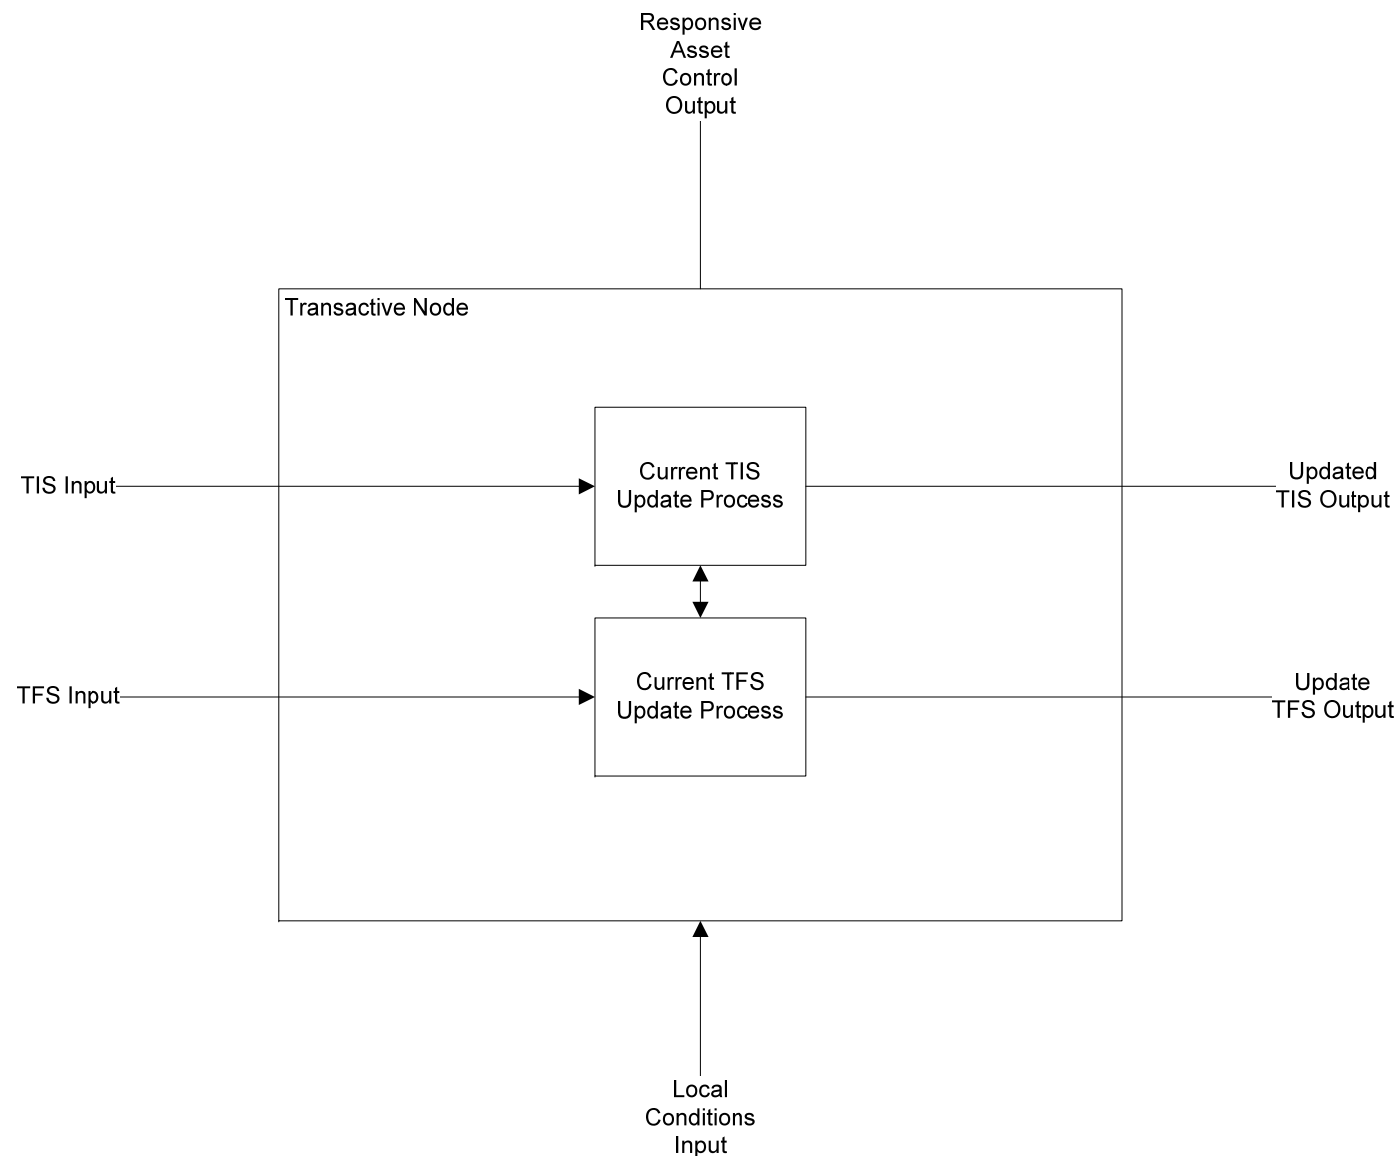 Responsive
Asset
Control
Output
Transactive Node
TIS Input
Current TIS
Update Process
Updated
TIS Output
TFS Input
Current TFS
Update Process
Update
TFS Output
Local
Conditions
Input